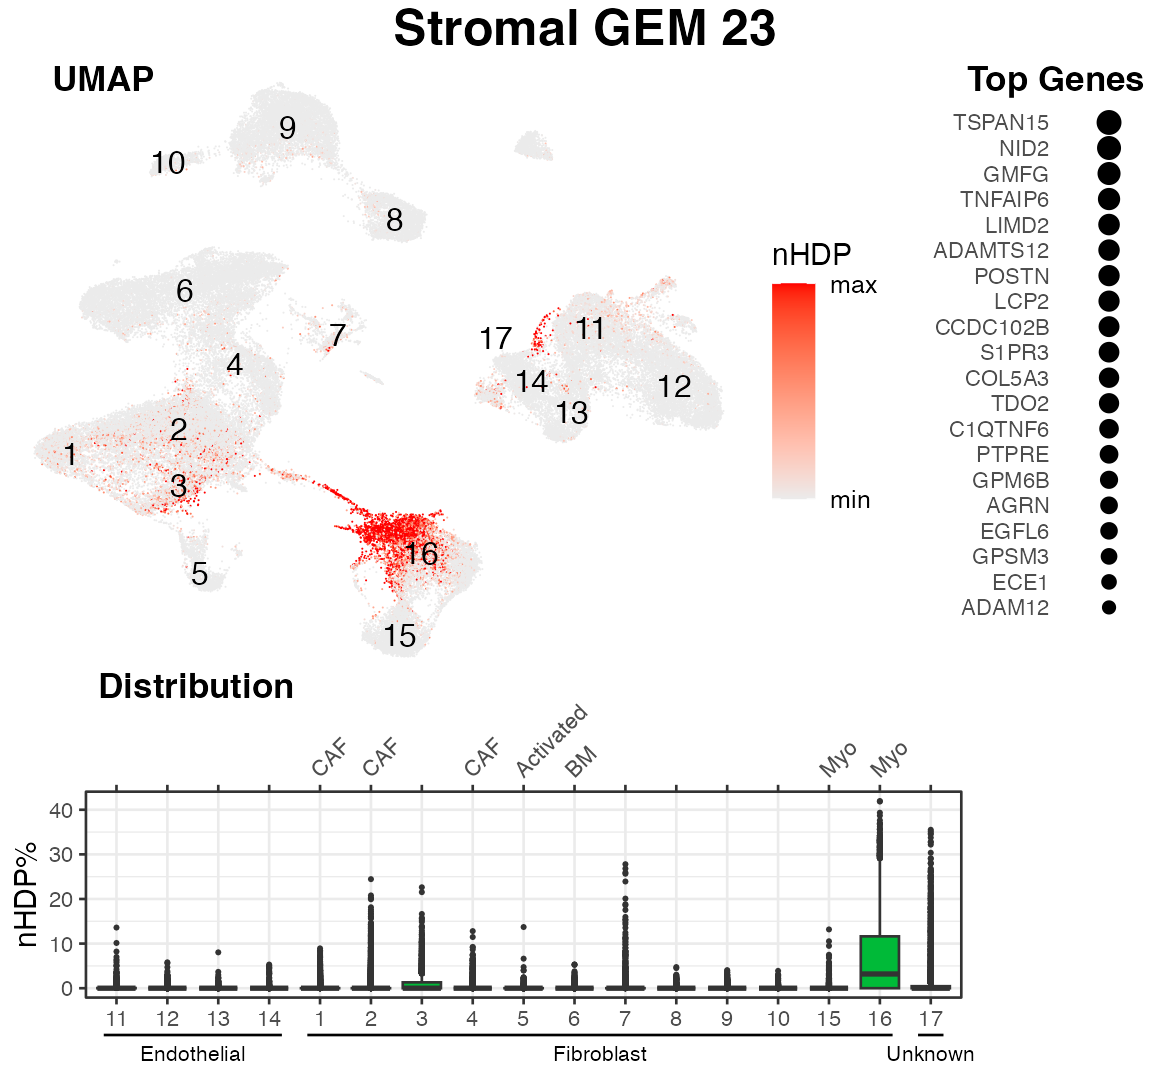 Stromal GEM 23
UMAP
Top Genes
9
10
8
6
7
4
2
1
3
5
16
15
17
11
14
12
13
nHDP
max
min
TSPAN15
NID2
GMFG
TNFAIP6
LIMD2
ADAMTS12
POSTN
LCP2
CCDC102B
S1PR3
COL5A3
TDO2
C1QTNF6
PTPRE
GPM6B
AGRN
EGFL6
GPSM3
ECE1
ADAM12
Distribution
CAF CAF CAF Activated BM Myo Myo
nHDP%
40
30
20
10
0
11 12 13 14 1 2 3 4 5 6 7 8 9 10 15 16 17
Endothelial Fibroblast Unknown